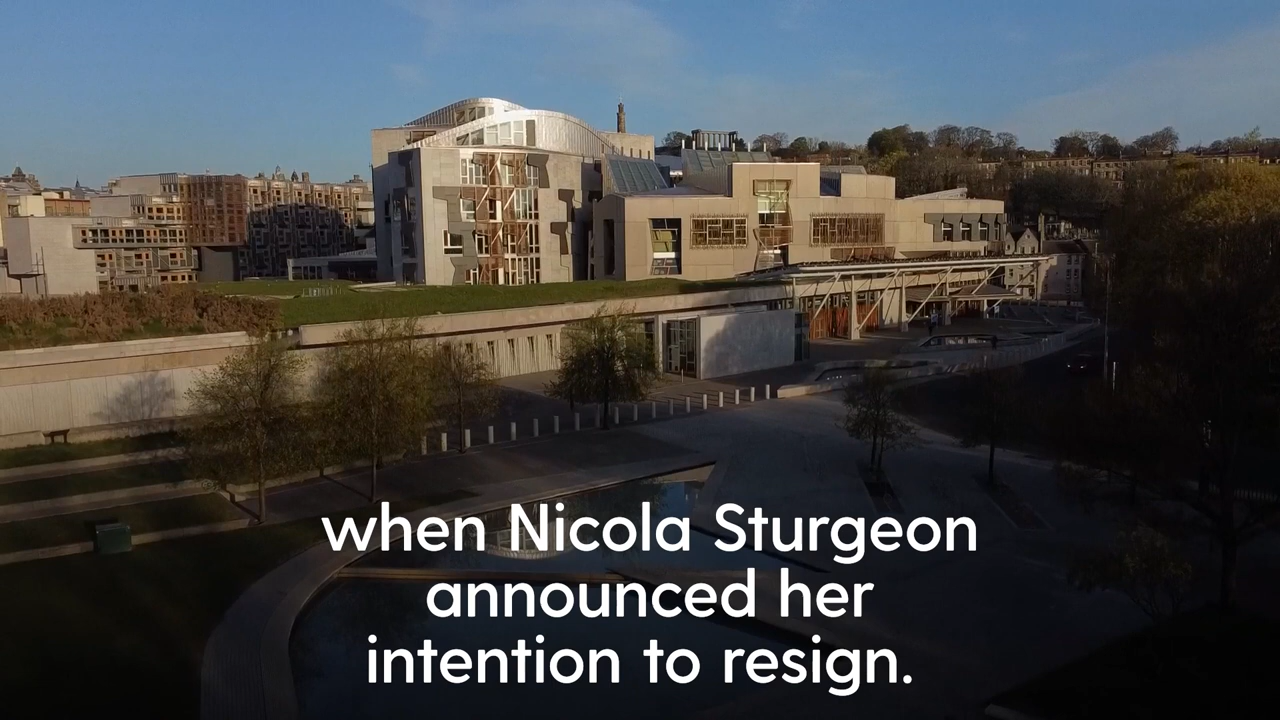 when Nicola Sturgeon
announced her
intention to resign.